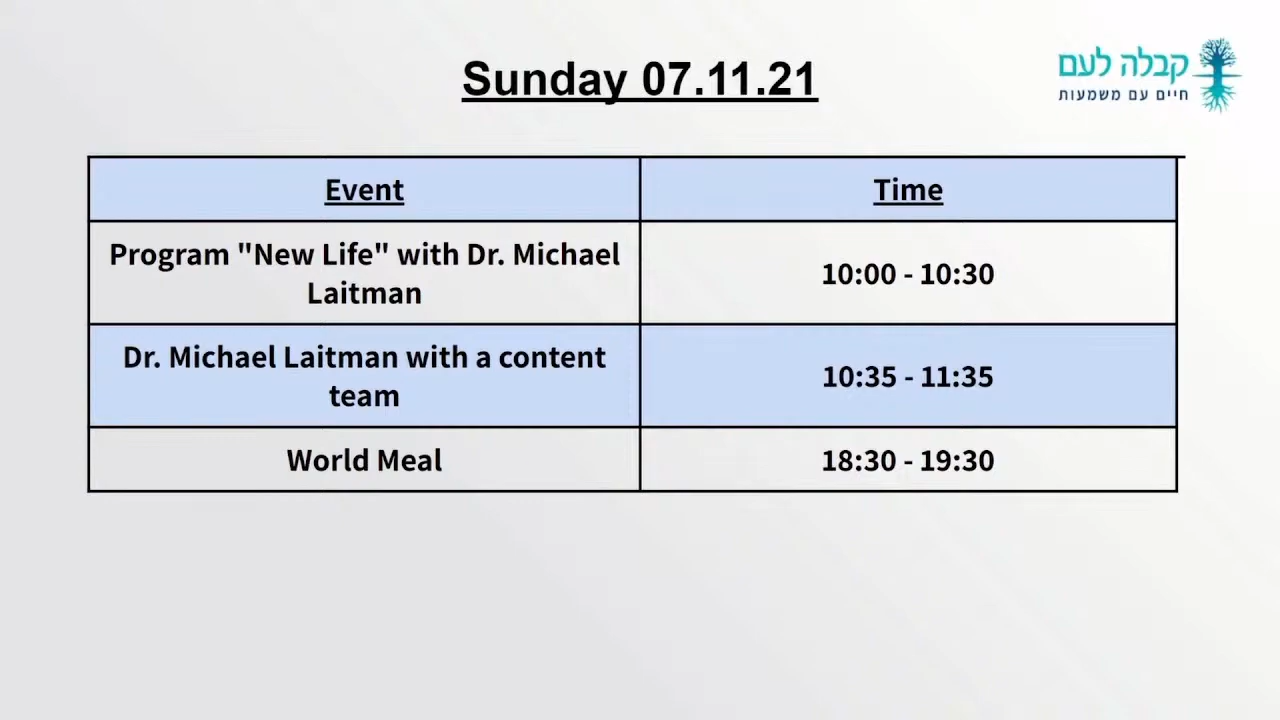 Sunday 07.11.21
קבלה לעם
חיים עם משמעות
Event
Time
Program "New Life" with Dr. Michael
Laitman
10:00 - 10:30
Dr. Michael Laitman with a content
team
10:35 - 11:35
World Meal
18:30 - 19:30